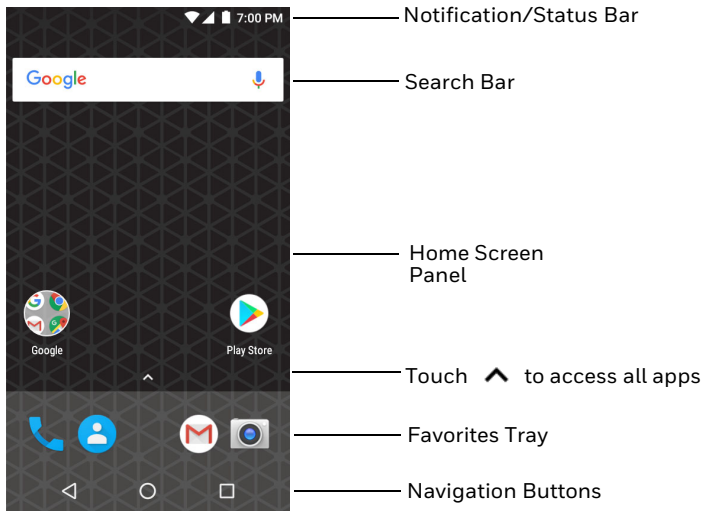 7:00 PM
Notification/Status Bar
Google
Search Bar
Home Screen
Panel
Google
Play Store
Touch to access all apps
Favorites Tray
Navigation Buttons